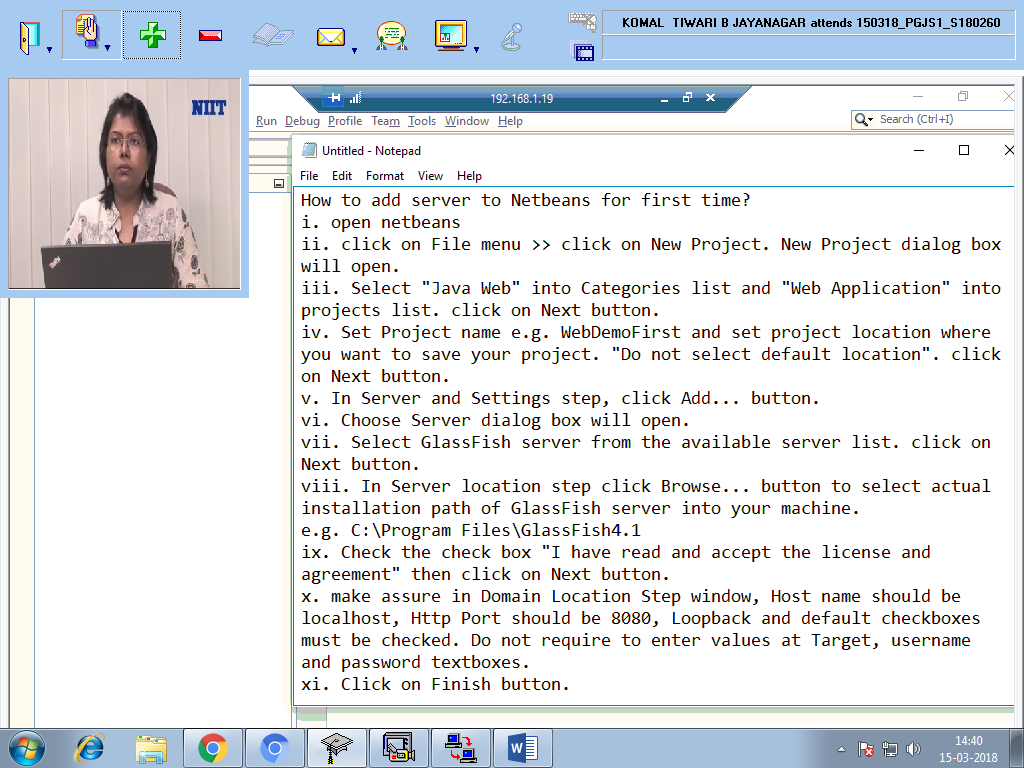 KOMAL TIWARI B JAYANAGAR attends 150318_PGJS1_S180260
NIIT
192.168.1.19
Run Debug Profile Team Tools Window Help
Search (Ctrl+I)
Untitled - Notepad
File Edit Format View Help
How to add server to Netbeans for first time?
i. open netbeans
ii. click on File menu >> click on New Project. New Project dialog box
will open.
iii. Select "Java Web" into Categories list and "Web Application" into
projects list. click on Next button.
iv. Set Project name e.g. WebDemoFirst and set project location where
you want to save your project. "Do not select default location". click
on Next button.
v. In Server and Settings step, click Add... button.
vi. Choose Server dialog box will open.
vii. Select GlassFish server from the available server list. click on
Next button.
viii. In Server location step click Browse... button to select actual
installation path of GlassFish server into your machine.
e.g. C:\Program Files\GlassFish4.1
ix. Check the check box "I have read and accept the license and
agreement" then click on Next button.
x. make assure in Domain Location Step window, Host name should be
localhost, Http Port should be 8080, Loopback and default checkboxes
must be checked. Do not require to enter values at Target, username
and password textboxes.
xi. Click on Finish button.
14:40
15-03-2018